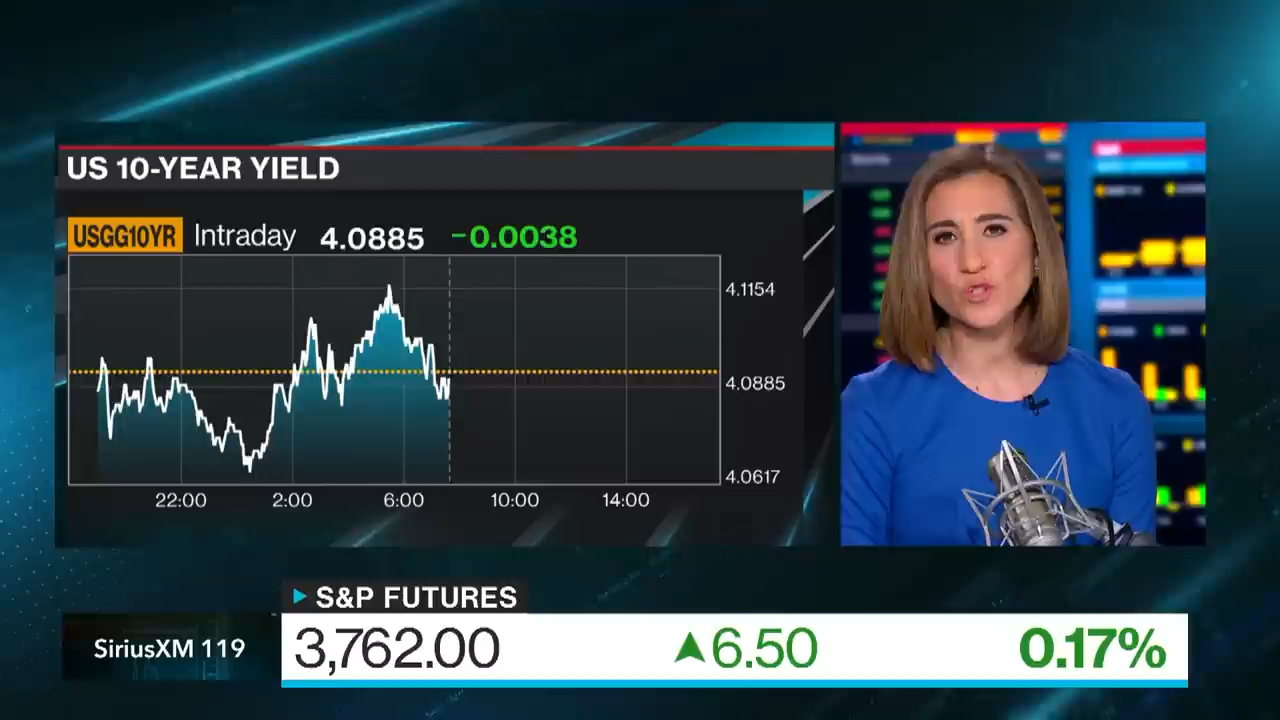 US 10-YEAR YIELD
USGG10YR Intraday 4.0885 -0.0038
4.1154
4.0885
4.0617
22:00 2:00 6:00 10:00 14:00
S&P FUTURES
SiriusXM 119
3,762.00 ▲6.50 0.17%